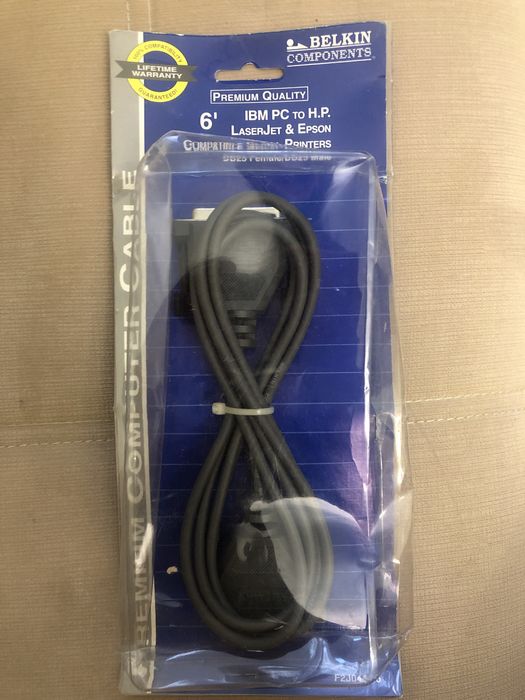 BELKIN
COMPONENTS
100% COMPATIBILITY
LIFETIME
WARRANTY
GUARANTEED!
PREMIUM QUALITY
6' IBM PC TO H.P.
LASERJET & EPSON
COMPATIBLE PRINTERS
DB25 FEMALE/DB25 MALE
PREMIUM COMPUTER CABLE